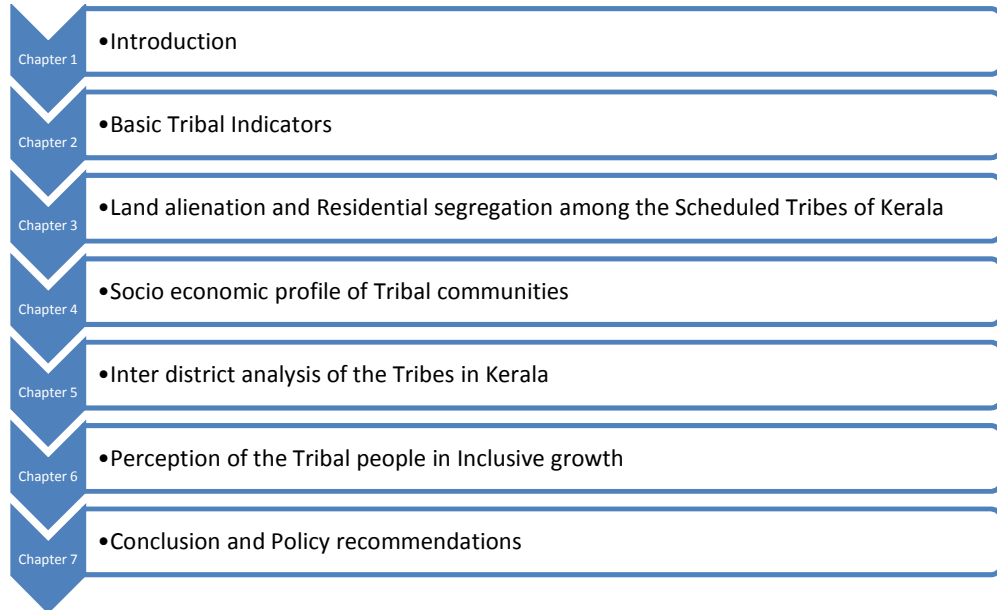 Chapter 1
•Introduction
Chapter 2
•Basic Tribal Indicators
Chapter 3
•Land alienation and Residential segregation among the Scheduled Tribes of Kerala
Chapter 4
•Socio economic profile of Tribal communities
Chapter 5
•Inter district analysis of the Tribes in Kerala
Chapter 6
•Perception of the Tribal people in Inclusive growth
Chapter 7
•Conclusion and Policy recommendations